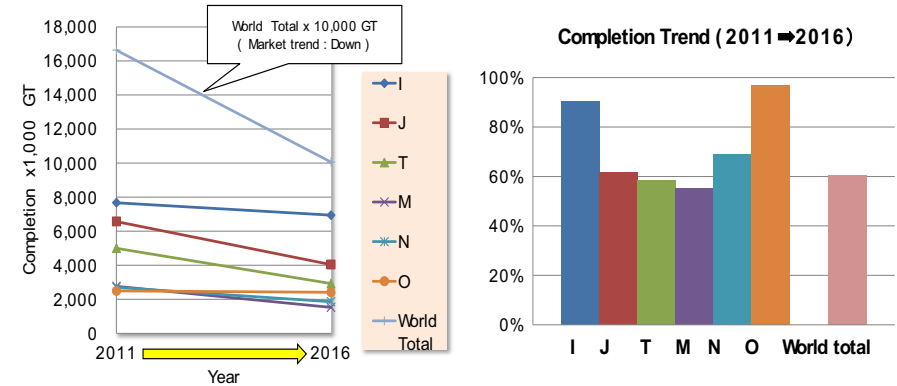 18,000
16,000
14,000
12,000
10,000
8,000
6,000
4,000
2,000
0
Completion x1,000 GT
2011
2016
Year
World Total x 10,000 GT
( Market trend : Down )
I
J
T
M
N
O
World
Total
Completion Trend ( 2011 ➡2016)
100%
80%
60%
40%
20%
0%
I J T M N O World total